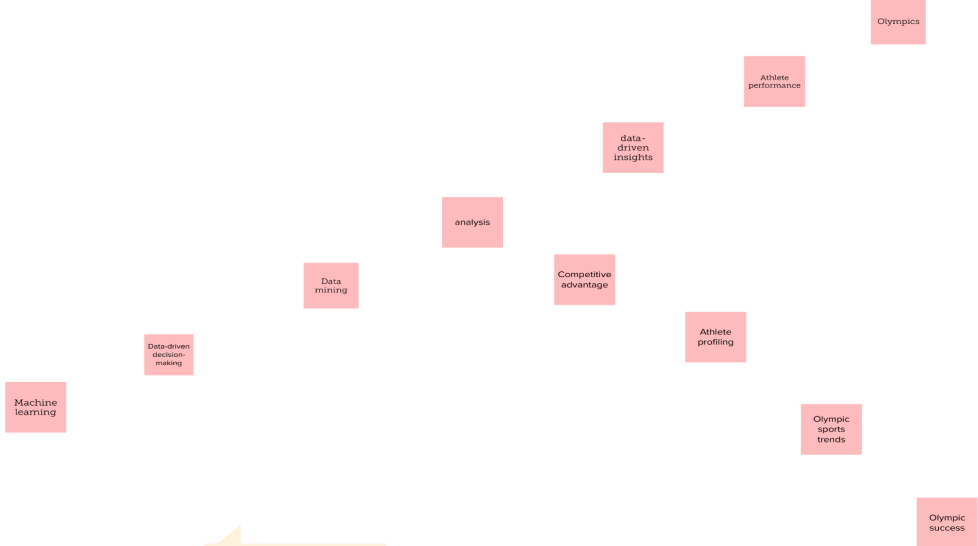 Olympics
Athlete
performance
data-
driven
insights
analysis
Competitive
advantage
Data
mining
Athlete
profiling
Data-driven
decision-
making
Machine
learning
Olympic
sports
trends
Olympic
success